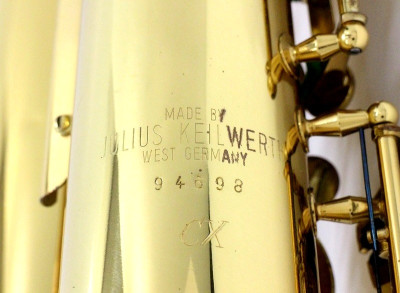 MADE BY
JULIUS KEILWERTH
WEST GERMANY
94698
CX